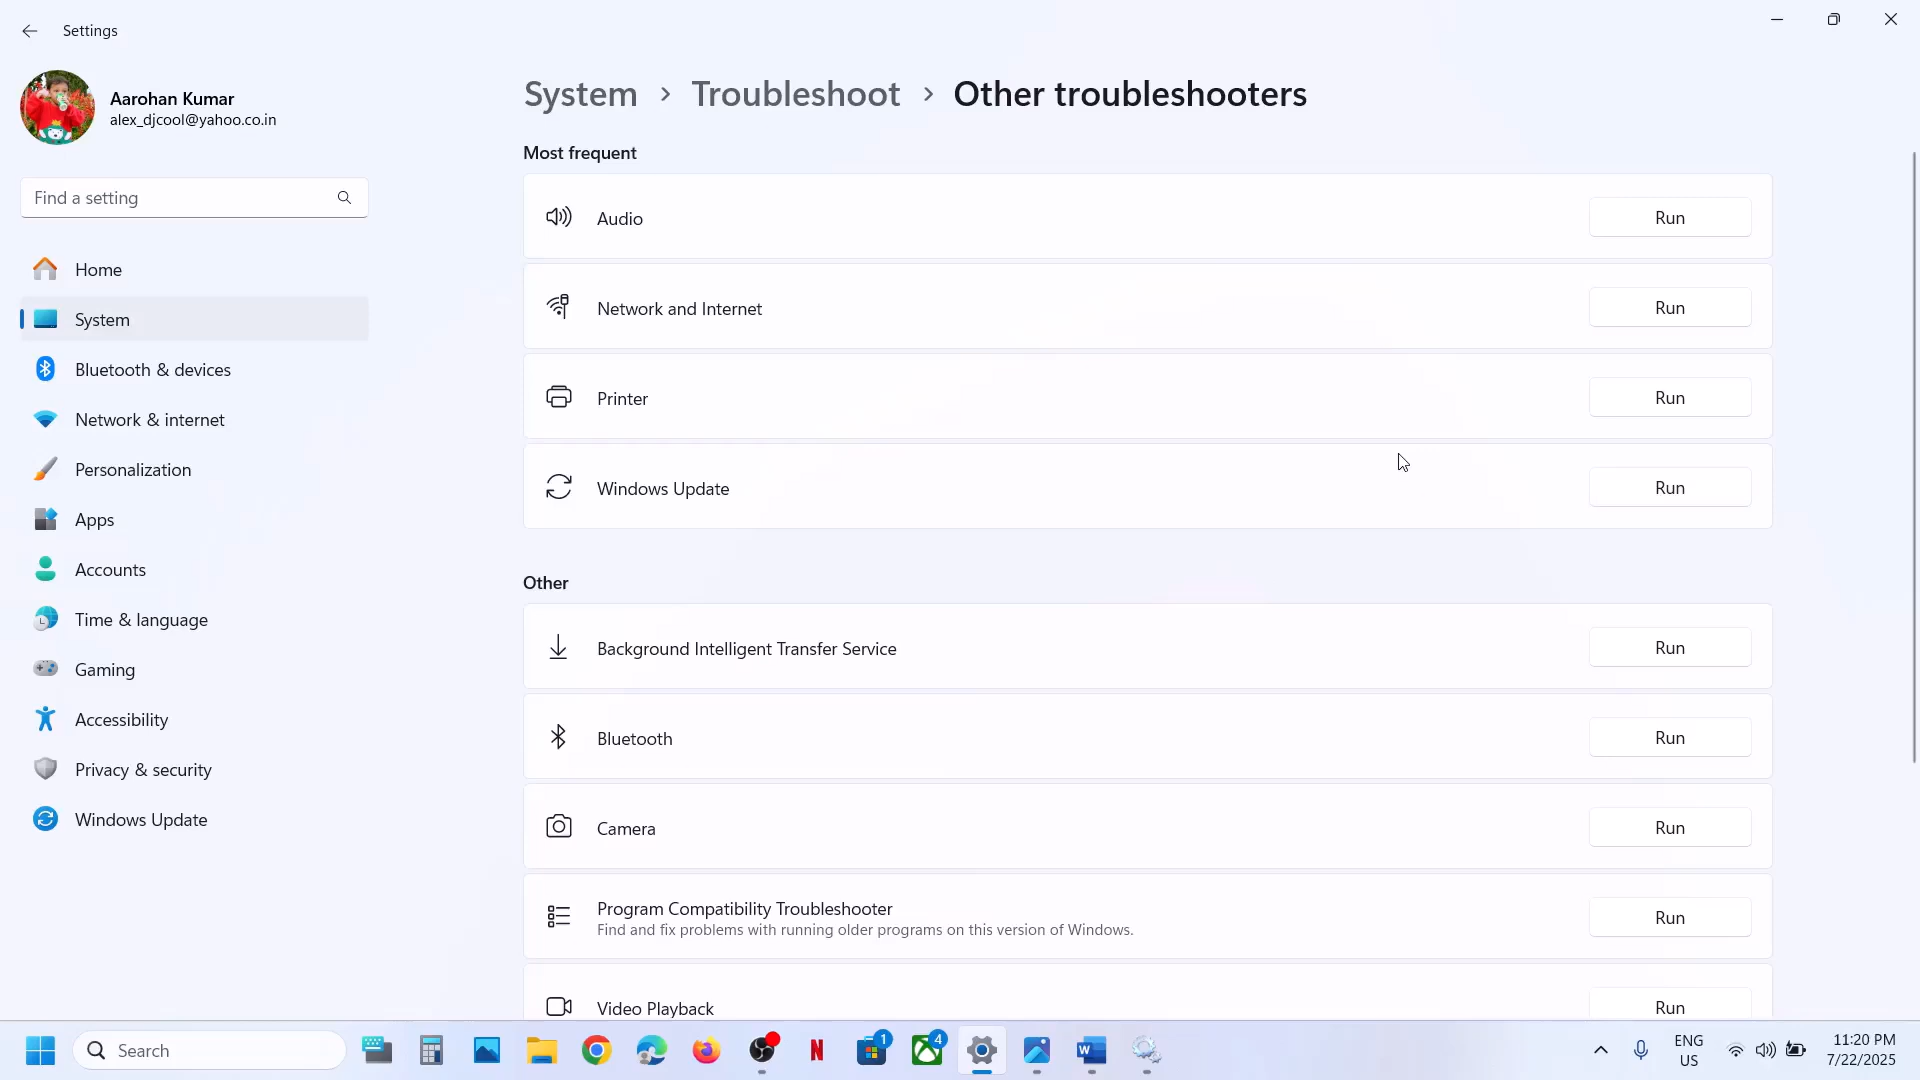 Settings
Aarohan Kumar
alex_djcool@yahoo.co.in
Find a setting
Home
System
Bluetooth & devices
Network & internet
Personalization
Apps
Accounts
Time & language
Gaming
Accessibility
Privacy & security
Windows Update
System > Troubleshoot > Other troubleshooters
Most frequent
Audio
Run
Network and Internet
Run
Printer
Run
Windows Update
Run
Other
Background Intelligent Transfer Service
Run
Bluetooth
Run
Camera
Run
Program Compatibility Troubleshooter
Find and fix problems with running older programs on this version of Windows.
Run
Video Playback
Run
Search
N
1
4
W
ENG
US
11:20 PM
7/22/2025